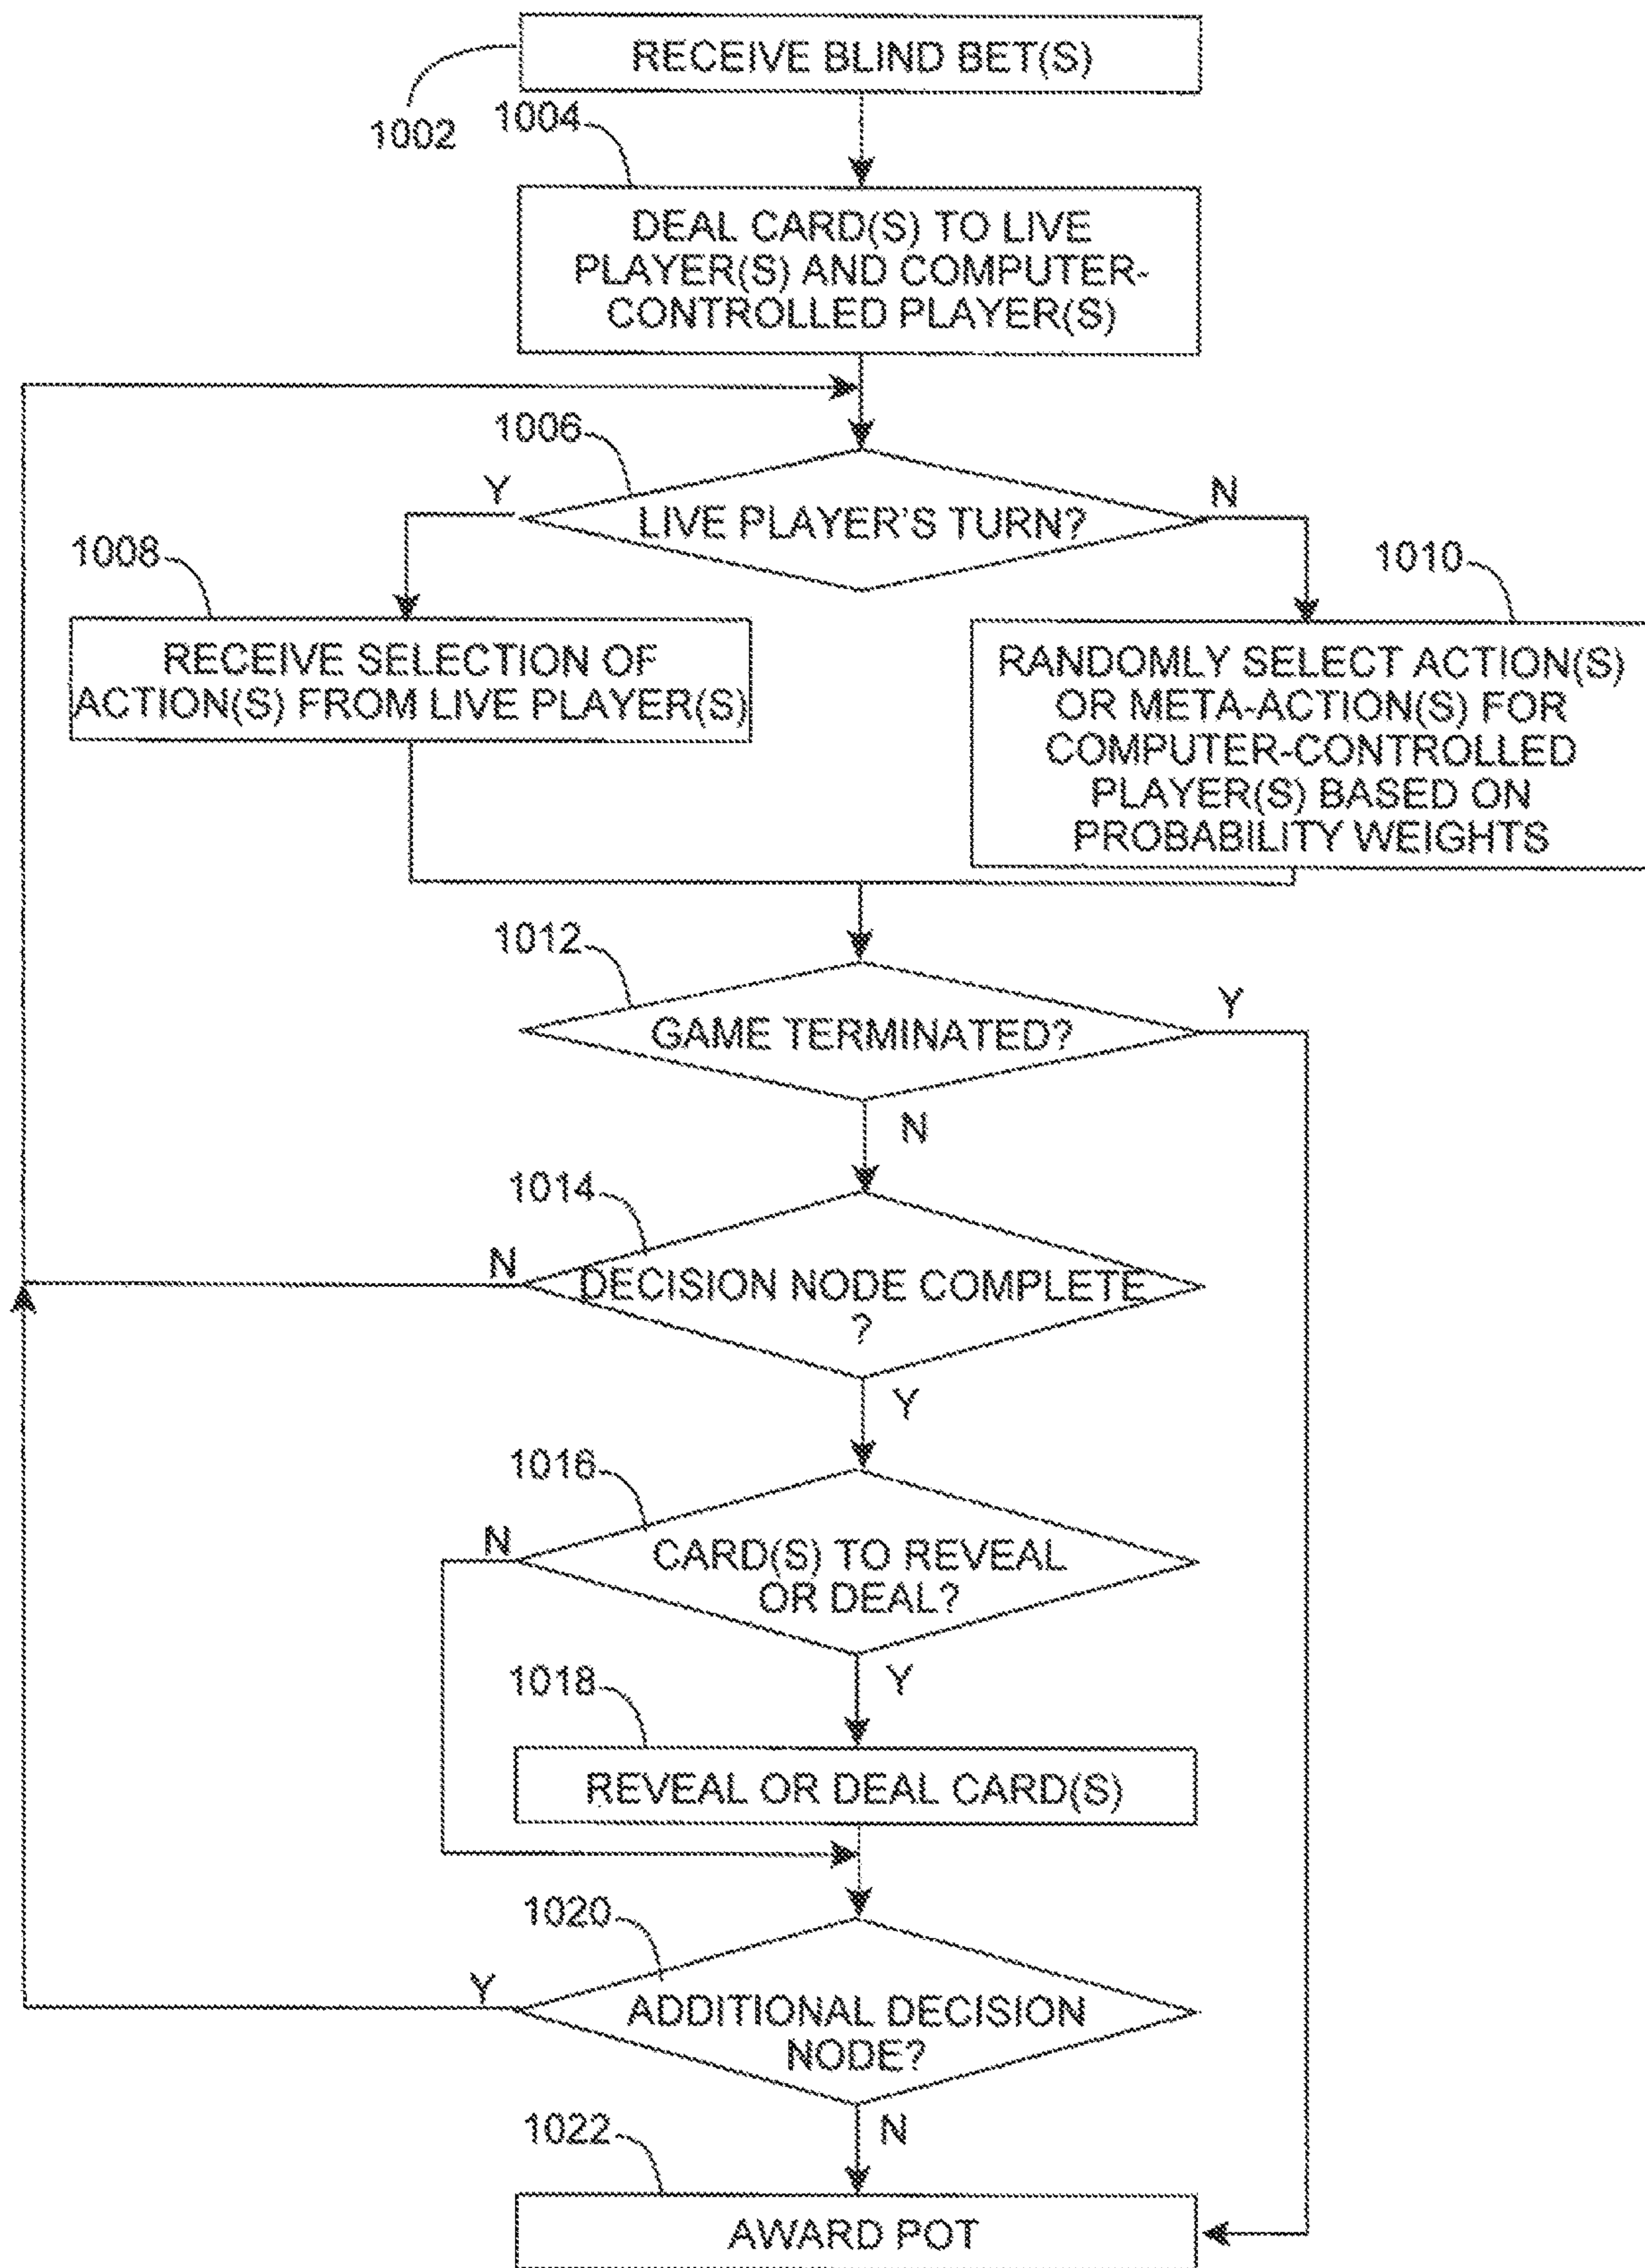 RECEIVE BLIND BET(S)
1002
1004
DEAL CARD(S) TO LIVE
PLAYER(S) AND COMPUTER-
CONTROLLED PLAYER(S)
1006
Y
N
LIVE PLAYER'S TURN?
1008
1010
RECEIVE SELECTION OF
ACTION(S) FROM LIVE PLAYER(S)
RANDOMLY SELECT ACTION(S)
OR META-ACTION(S) FOR
COMPUTER-CONTROLLED
PLAYER(S) BASED ON
PROBABILITY WEIGHTS
1012
Y
GAME TERMINATED?
N
1014
N
DECISION NODE COMPLETE
?
Y
1016
N
CARD(S) TO REVEAL
OR DEAL?
Y
1018
REVEAL OR DEAL CARD(S)
1020
Y
ADDITIONAL DECISION
NODE?
N
1022
AWARD POT